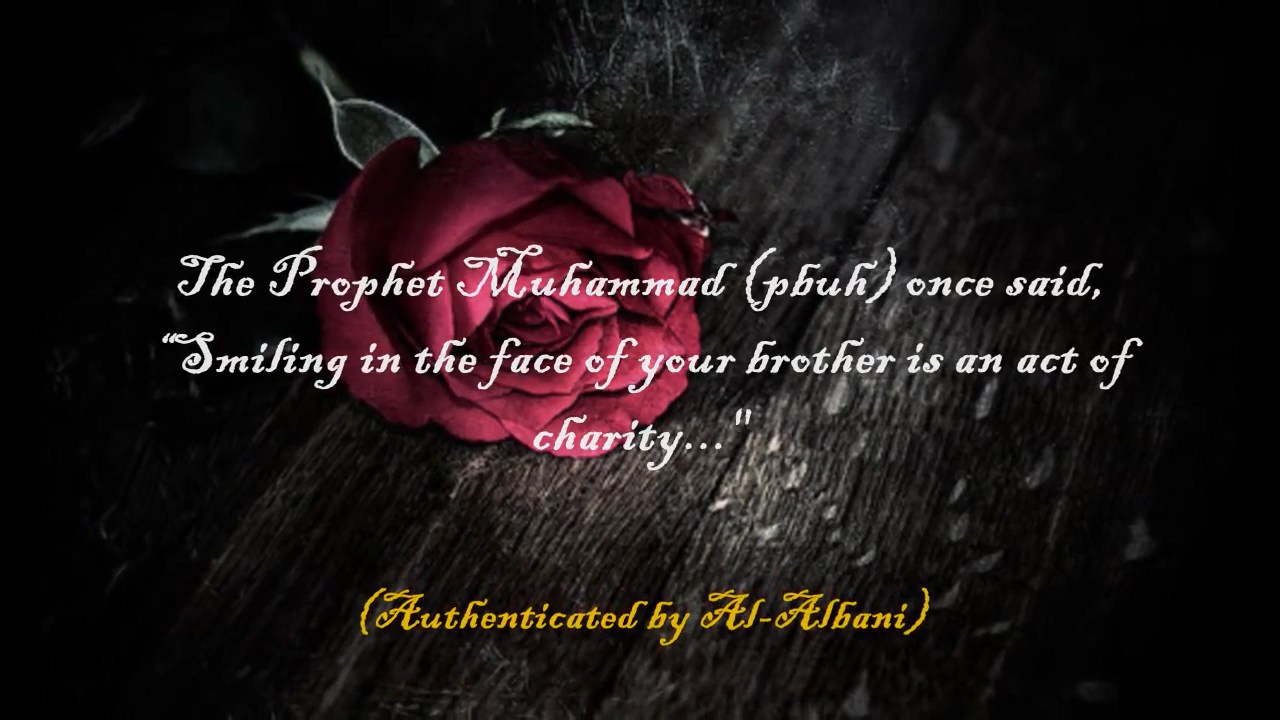 The Prophet Muhammad (pbuh) once said,
“Smiling in the face of your brother is an act of
charity..."
(Authenticated by Al-Albani)